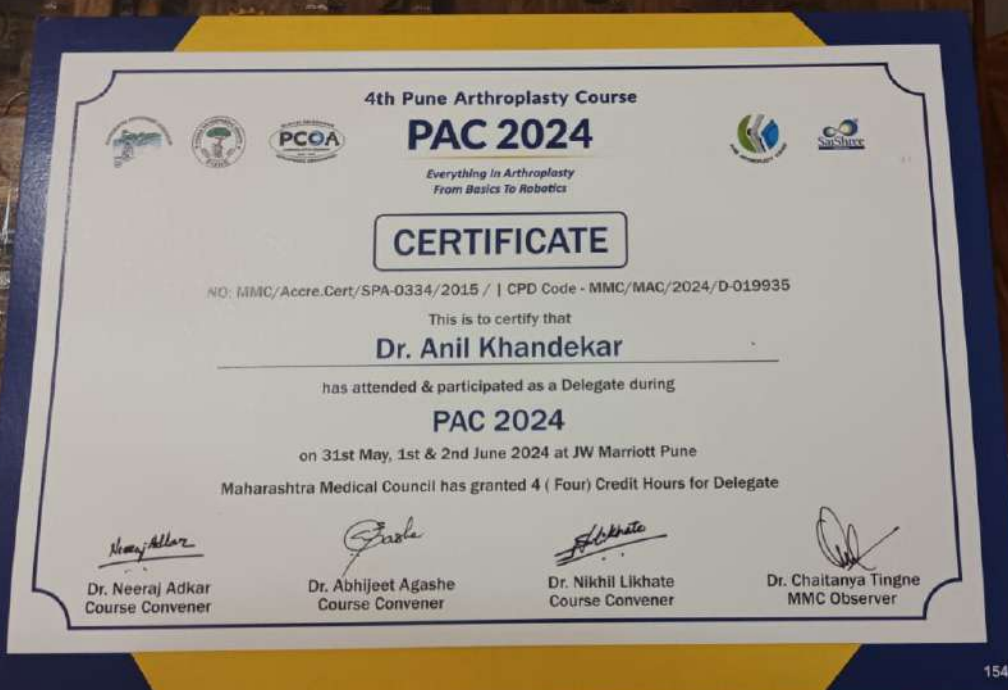 4th Pune Arthroplasty Course
PAC 2024
Everything In Arthroplasty
From Basics To Robotics
PCOA
SaiShree
CERTIFICATE
NO: MMC/Accre.Cert/SPA-0334/2015 / | CPD Code - MMC/MAC/2024/D-019935
This is to certify that
Dr. Anil Khandekar
has attended & participated as a Delegate during
PAC 2024
on 31st May, 1st & 2nd June 2024 at JW Marriott Pune
Maharashtra Medical Council has granted 4 ( Four) Credit Hours for Delegate
Neeraj Adkar
Dr. Neeraj Adkar
Course Convener
Dr. Abhijeet Agashe
Course Convener
Dr. Nikhil Likhate
Course Convener
Dr. Chaitanya Tingne
MMC Observer
154